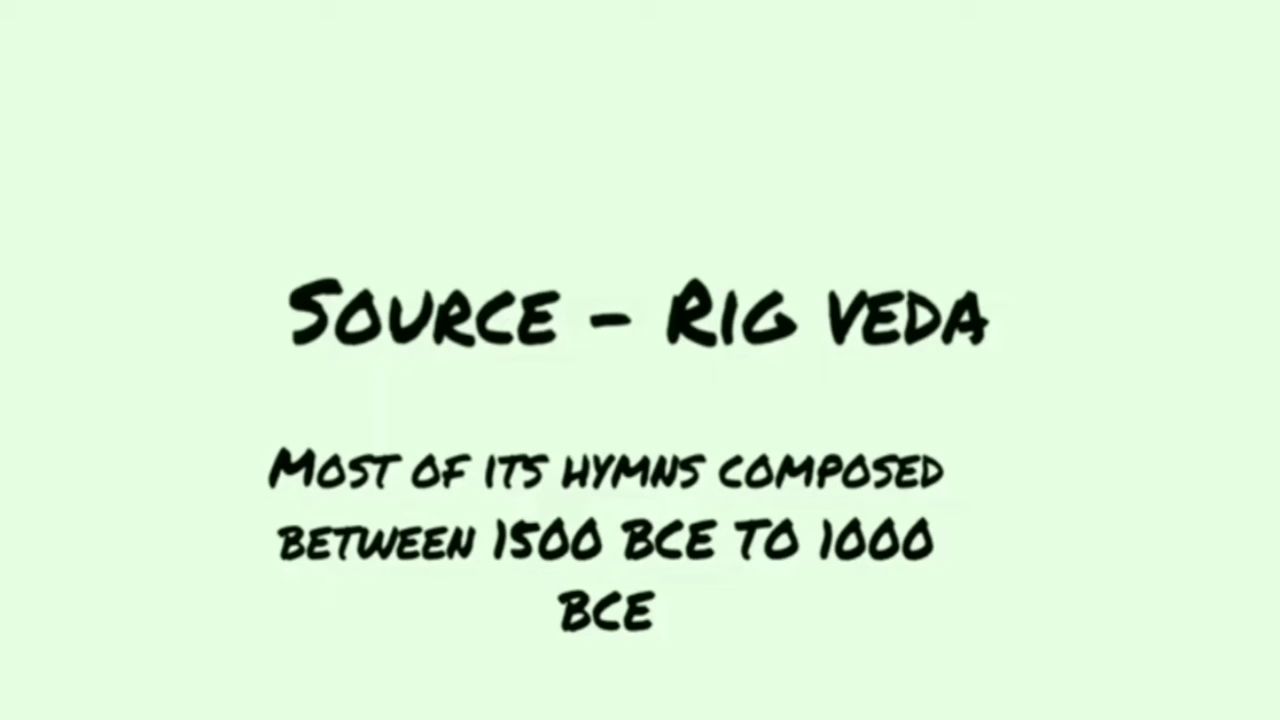 Source - Rig veda
Most of its hymns composed
between 1500 BCE to 1000
BCE